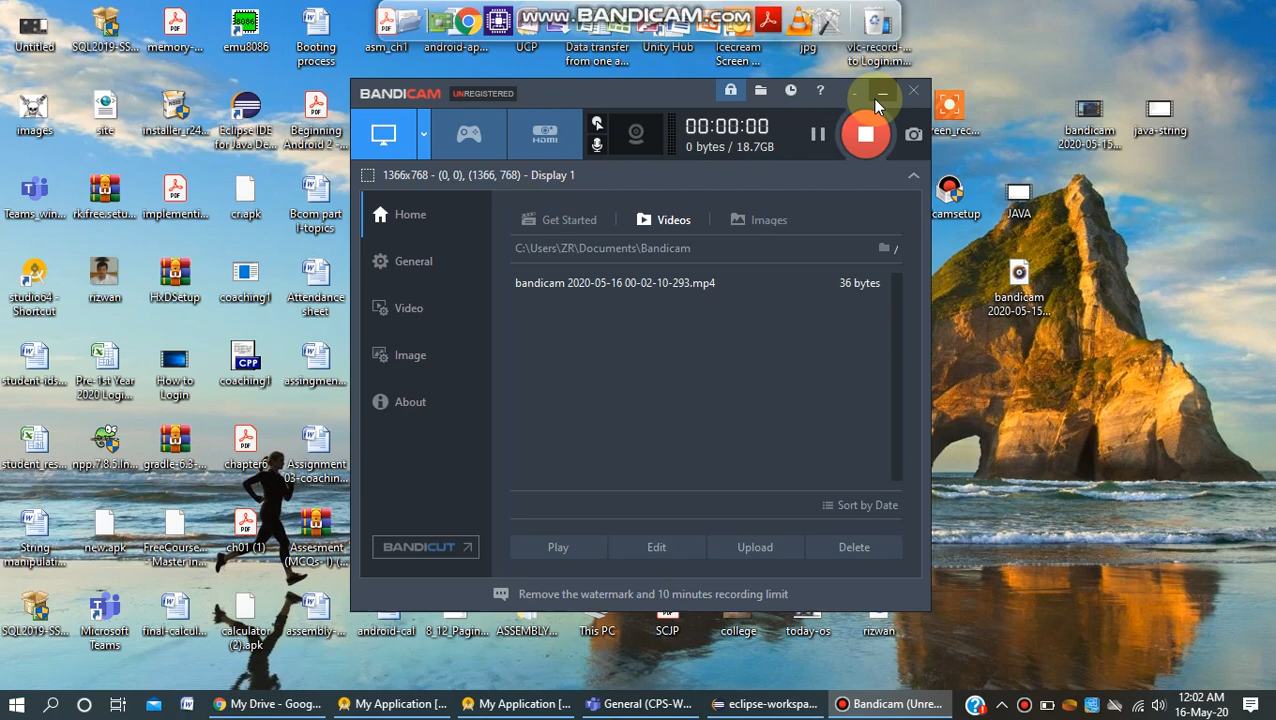 www.BANDICAM.com
Untitled
SQL2019-SS...
memory-...
emu8086
Booting
process
asm_ch1
android-ap...
UCP
Data transfer
from one a...
Unity Hub
Icecream
Screen ...
jpg
vlc-record-...
to Login.m...
images
site
installer_r24...
Eclipse IDE
for Java De...
Beginning
Android 2 -...
Teams_win...
rkfree.setu...
implementi...
cr.apk
Bcom part
I-topics
studio64 -
Shortcut
rizwan
HxDSetup
coaching1
Attendance
sheet
student-ids...
Pre-1st Year
2020 Logi...
How to
Login
CPP
coaching1
assingmen...
student_res...
npp.7.8.5.In...
gradle-6.3-...
chapter6
Assignment
03-coachin...
String
manipulati...
new.apk
FreeCourse...
- Master in...
ch01 (1)
Assesment
(MCQs-I) (...
SQL2019-SS...
Microsoft
Teams
final-calcul...
calculator
(2).apk
assembly-...
BANDICAM
UNREGISTERED
?
HDMI
00:00:00
0 bytes / 18.7GB
1366x768 - (0, 0), (1366, 768) - Display 1
Home
General
Video
Image
About
BANDICUT
Get Started
Videos
Images
C:\Users\ZR\Documents\Bandicam
bandicam 2020-05-16 00-02-10-293.mp4
36 bytes
Sort by Date
Play
Edit
Upload
Delete
Remove the watermark and 10 minutes recording limit
android-cal
8_12_Pagin...
ASSEMBLY...
This PC
SCJP
college
today-os
rizwan
reen_rec...
bandicam
2020-05-15...
java-string
camsetup
JAVA
bandicam
2020-05-15...
My Drive - Goog...
My Application [...
My Application [...
General (CPS-W...
eclipse-workspa...
Bandicam (Unre...
12:02 AM
16-May-20